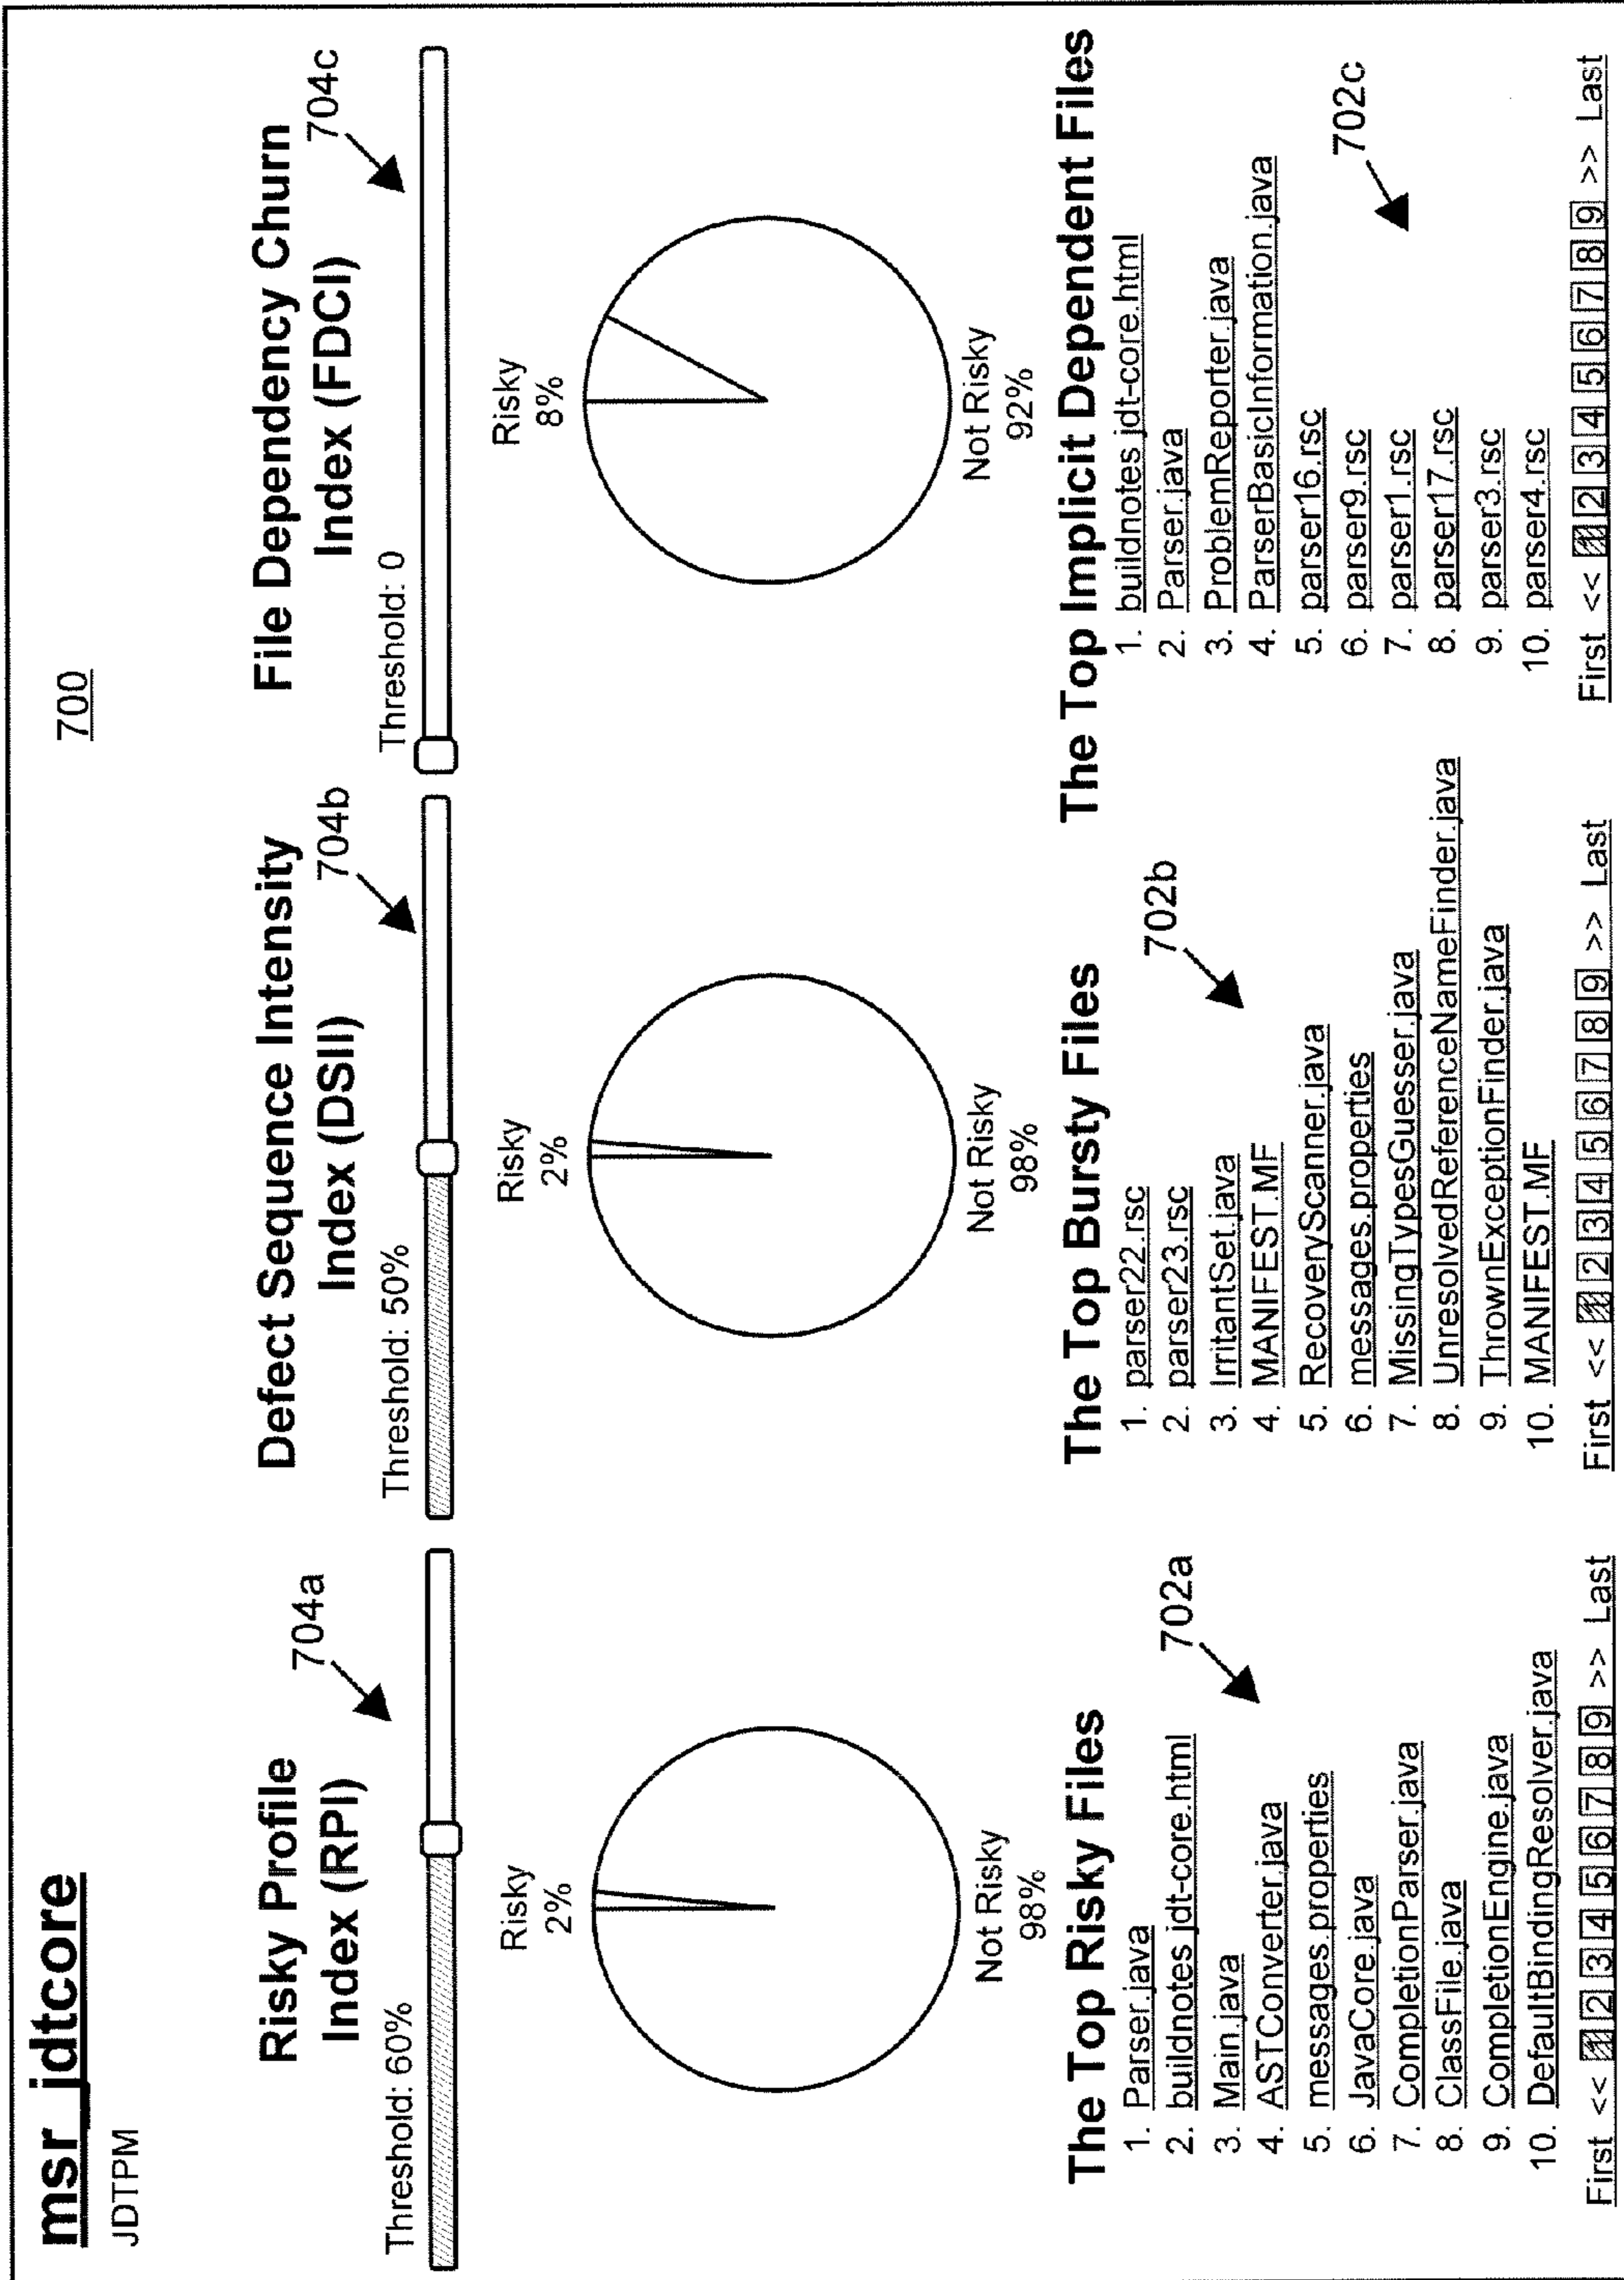 700
msr_jdtcore
JDTPM
Risky Profile
Index (RPI)
704a
Threshold: 60%
Risky
2%
Not Risky
98%
The Top Risky Files
702a
1. Parser.java
2. buildnotes_jdt-core.html
3. Main.java
4. ASTConverter.java
5. messages.properties
6. JavaCore.java
7. CompletionParser.java
8. ClassFile.java
9. CompletionEngine.java
10. DefaultBindingResolver.java
First << 1 2 3 4 5 6 7 8 9 >> Last
Defect Sequence Intensity
Index (DSII)
704b
Threshold: 50%
Risky
2%
Not Risky
98%
The Top Bursty Files
702b
1. parser22.rsc
2. parser23.rsc
3. IrritantSet.java
4. MANIFEST.MF
5. RecoveryScanner.java
6. messages.properties
7. MissingTypesGuesser.java
8. UnresolvedReferenceNameFinder.java
9. ThrownExceptionFinder.java
10. MANIFEST.MF
First << 1 2 3 4 5 6 7 8 9 >> Last
File Dependency Churn
Index (FDCI)
704c
Threshold: 0
Risky
8%
Not Risky
92%
The Top Implicit Dependent Files
1. buildnotes_jdt-core.html
2. Parser.java
3. ProblemReporter.java
4. ParserBasicInformation.java
702c
5. parser16.rsc
6. parser9.rsc
7. parser1.rsc
8. parser17.rsc
9. parser3.rsc
10. parser4.rsc
First << 1 2 3 4 5 6 7 8 9 >> Last